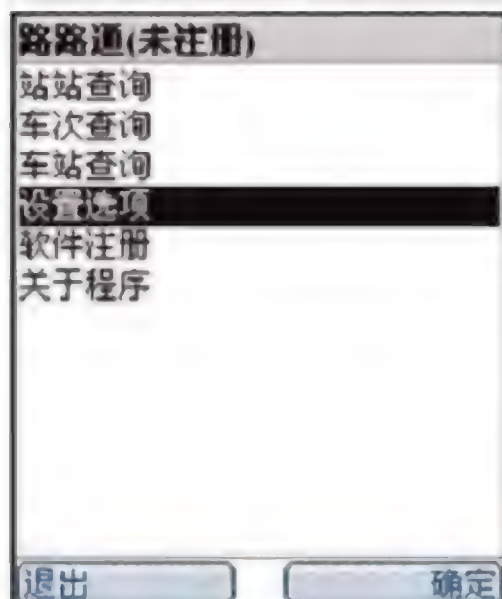 路路通(未注册)
站站查询
车次查询
车站查询
设置选项
软件注册
关于程序
退出
确定